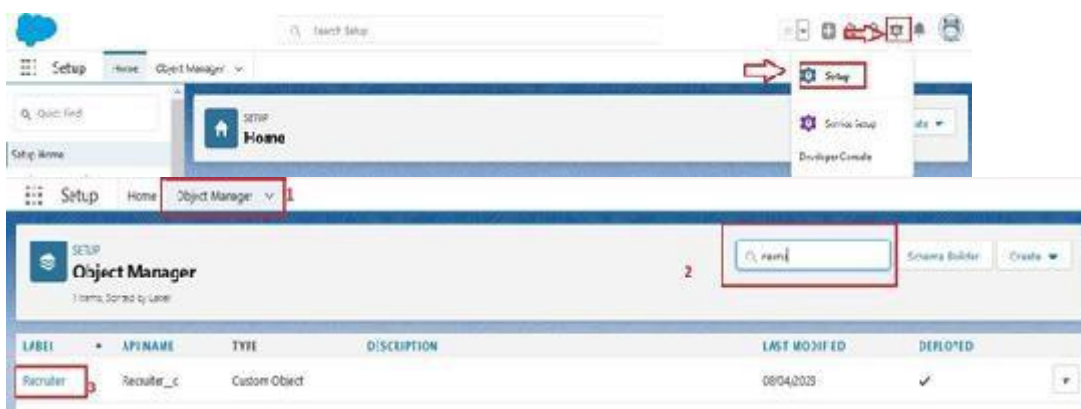 Search Setup
Setup Home Object Manager
Setup
Quick Find
SETUP
Home
Service Setup
Setup Home
Developer Console
Setup Home Object Manager 1
SETUP
Object Manager
2
Schema Builder Create
Items, Sorted by Label
LABEL API NAME TYPE DESCRIPTION LAST MODIFIED DEPLOYED
Recruiter 3 Recruiter__c Custom Object 08/04/2023